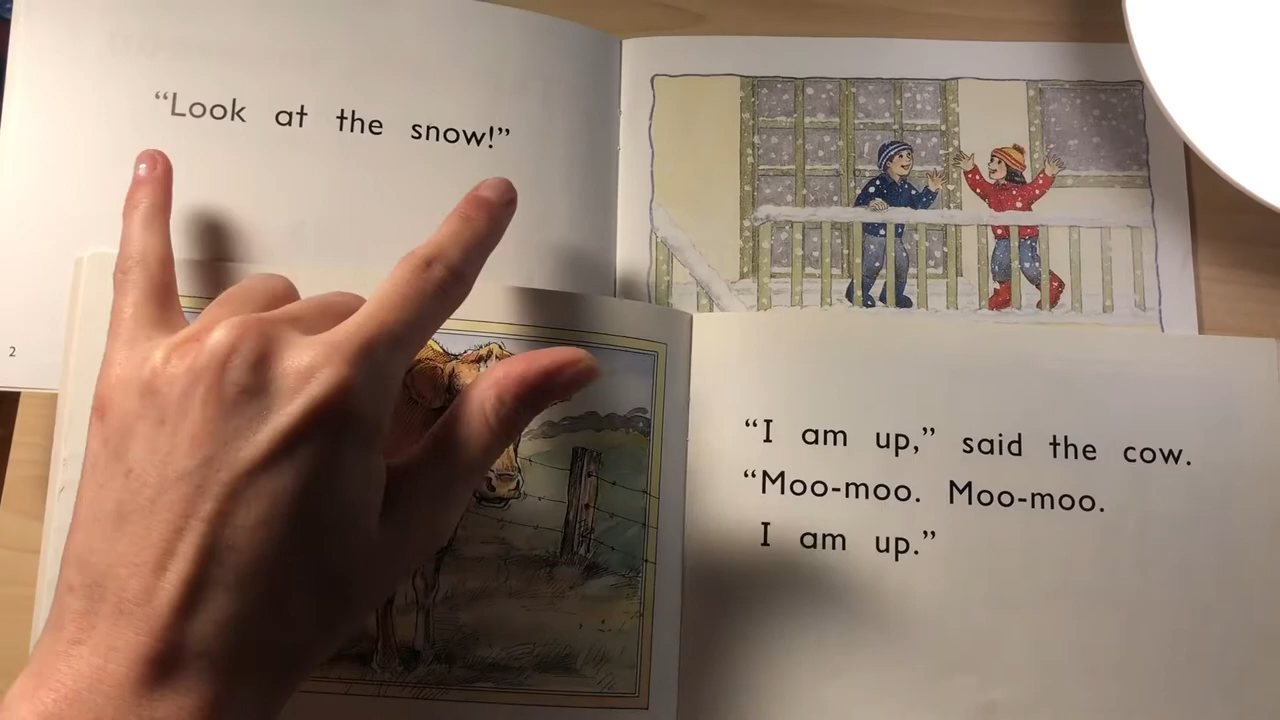 “Look at the snow!”
2
“I am up,” said the cow.
“Moo-moo. Moo-moo.
I am up.”